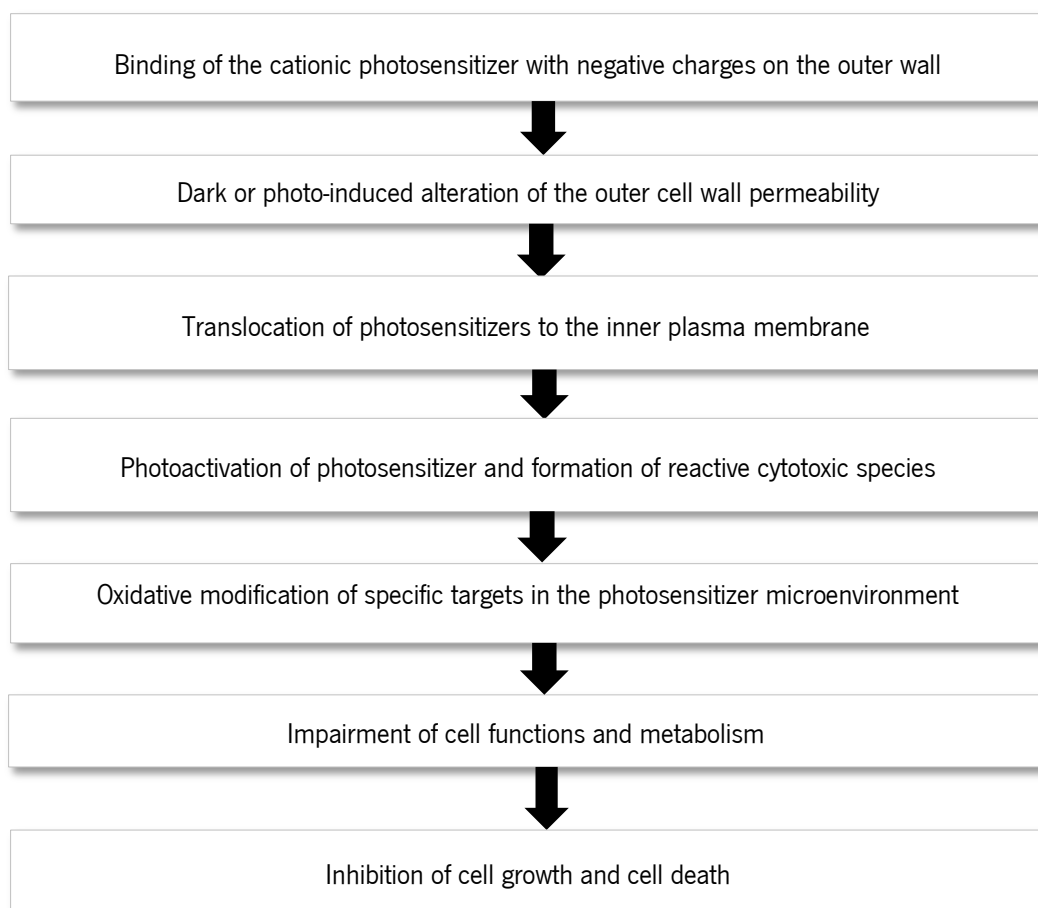 Binding of the cationic photosensitizer with negative charges on the outer wall
Dark or photo-induced alteration of the outer cell wall permeability
Translocation of photosensitizers to the inner plasma membrane
Photoactivation of photosensitizer and formation of reactive cytotoxic species
Oxidative modification of specific targets in the photosensitizer microenvironment
Impairment of cell functions and metabolism
Inhibition of cell growth and cell death